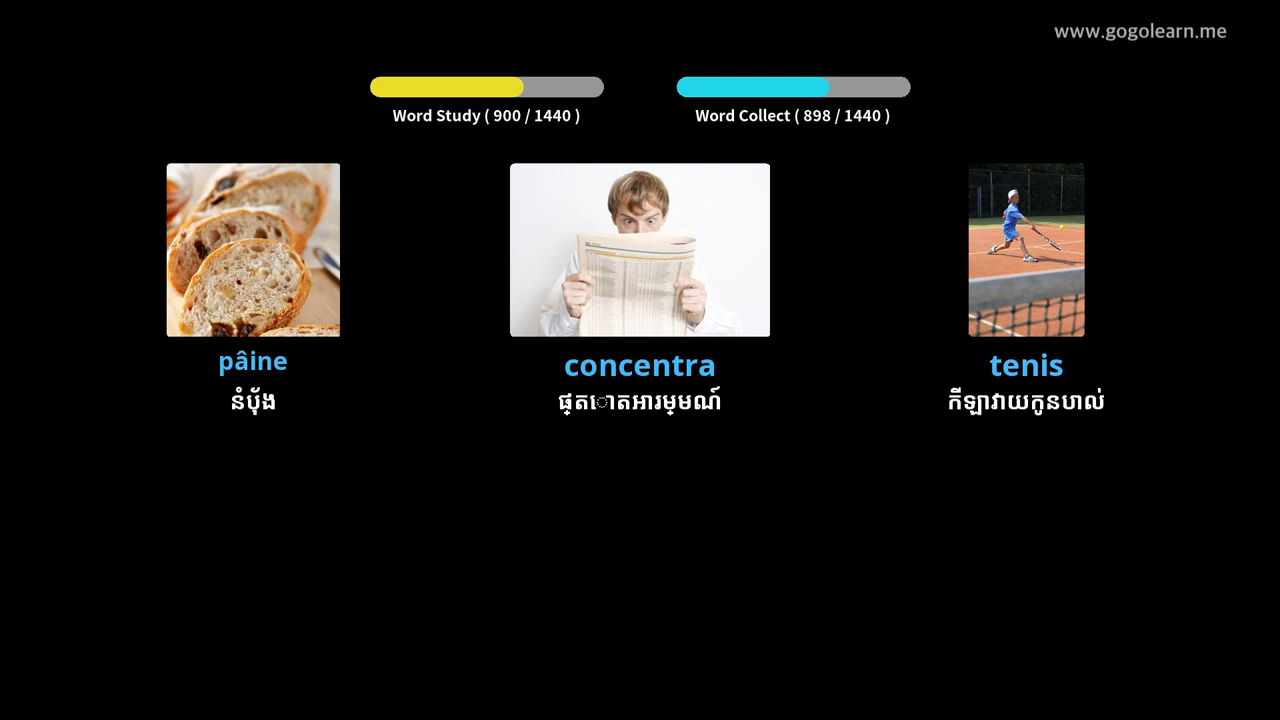 www.gogolearn.me
Word Study ( 900 / 1440 )
Word Collect ( 898 / 1440 )
pâine
concentra
tenis
នំប៉័ង
ផ្តោតអារម្មណ៍
កីឡាវាយកូនបាល់